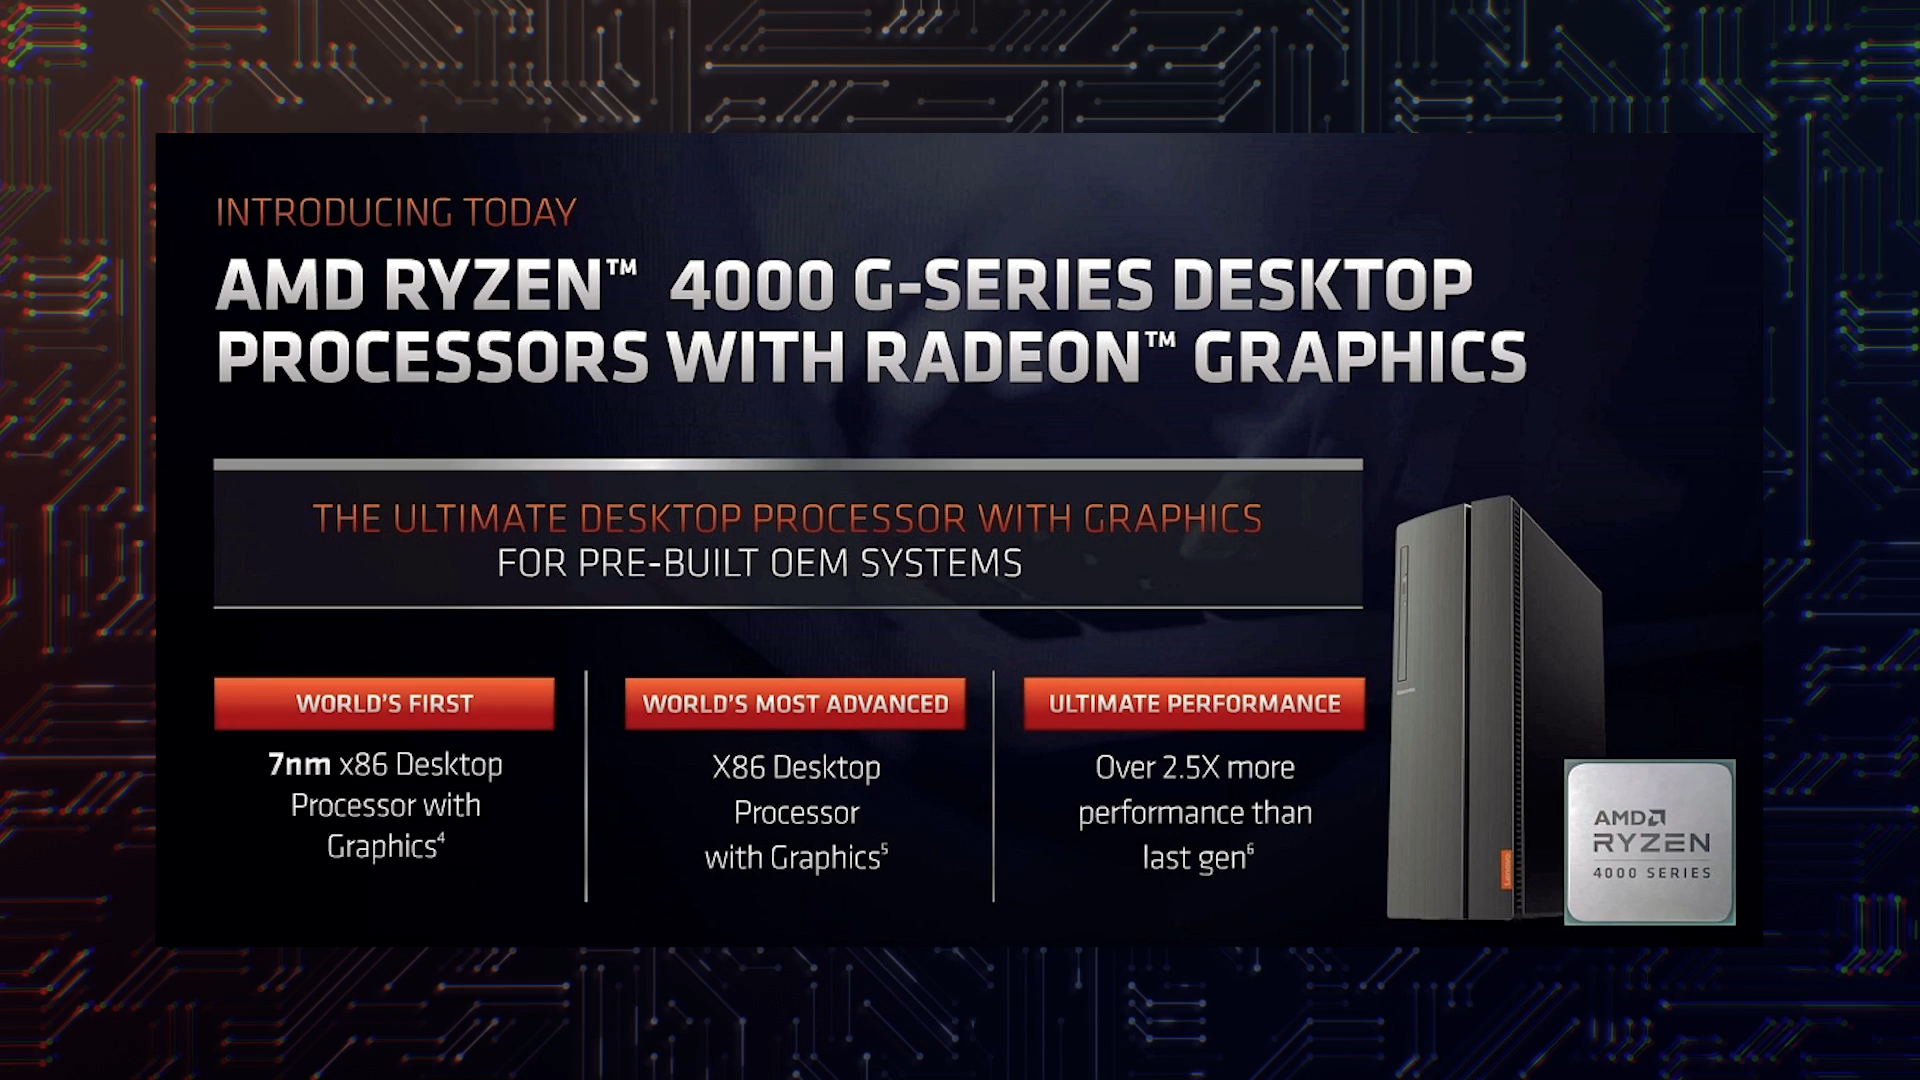 INTRODUCING TODAY
AMD RYZEN™ 4000 G-SERIES DESKTOP
PROCESSORS WITH RADEON™ GRAPHICS
THE ULTIMATE DESKTOP PROCESSOR WITH GRAPHICS
FOR PRE-BUILT OEM SYSTEMS
WORLD'S FIRST
7nm x86 Desktop
Processor with
Graphics⁴
WORLD'S MOST ADVANCED
X86 Desktop
Processor
with Graphics⁵
ULTIMATE PERFORMANCE
Over 2.5X more
performance than
last gen⁶
Lenovo
AMD
RYZEN
4000 SERIES